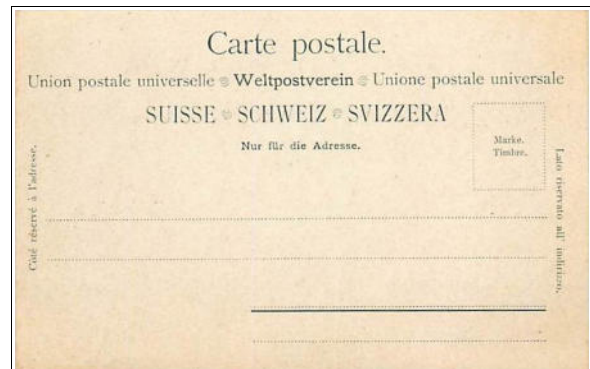 Carte postale.
Union postale universelle Weltpostverein Unione postale universale
SUISSE SCHWEIZ SVIZZERA
Nur für die Adresse.
Marke.
Timbre.
Côté réservé à l'adresse.
Lato riservato all' indirizzo.